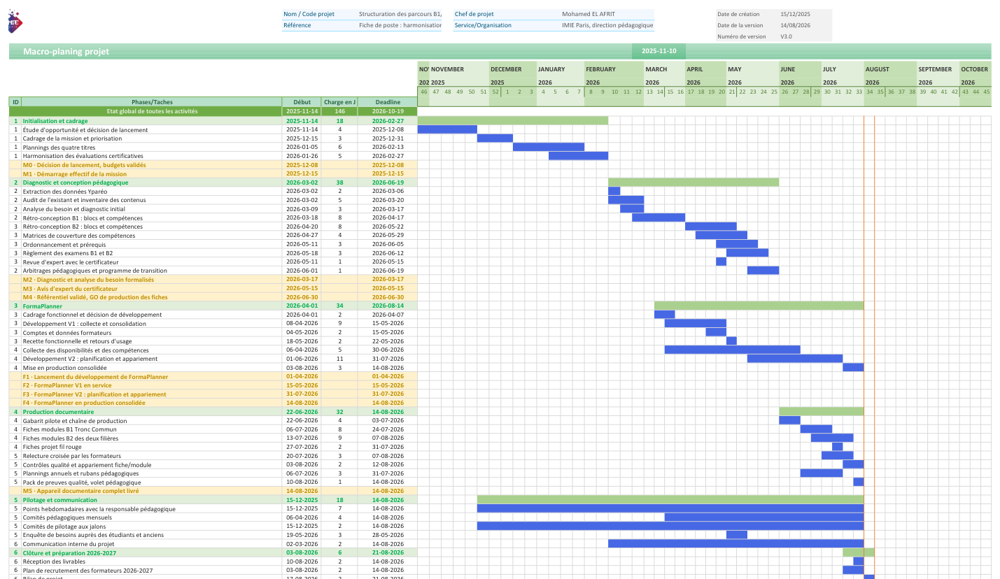 Nom / Code projet Structuration des parcours B1, Chef de projet Mohamed EL AFRIT Date de création 15/12/2025
Référence Fiche de poste : harmonisation Service/Organisation IMIE Paris, direction pédagogique Date de la version 14/08/2026
Numéro de version V3.0
Macro-planing projet 2025-11-10
NOV NOVEMBER DECEMBER JANUARY FEBRUARY MARCH APRIL MAY JUNE JULY AUGUST SEPTEMBER OCTOBER
202 2025 2025 2026 2026 2026 2026 2026 2026 2026 2026 2026 2026
46 47 48 49 50 51 52 1 2 3 4 5 6 7 8 9 10 11 12 13 14 15 16 17 18 19 20 21 22 23 24 25 26 27 28 29 30 31 32 33 34 35 36 37 38 39 40 41 42 43 44 45
ID Phases/Taches Début Charge en J Deadline
Etat global de toutes les activités 2025-11-14 146 2026-10-19
1 Initialisation et cadrage 2025-11-14 18 2026-02-27
1 Étude d'opportunité et décision de lancement 2025-11-14 4 2025-12-08
1 Cadrage de la mission et priorisation 2025-12-15 3 2025-12-31
1 Plannings des quatre titres 2026-01-05 6 2026-02-13
1 Harmonisation des évaluations certificatives 2026-01-26 5 2026-02-27
M0 · Décision de lancement, budgets validés 2025-12-08 2025-12-08
M1 · Démarrage effectif de la mission 2025-12-15 2025-12-15
2 Diagnostic et conception pédagogique 2026-03-02 38 2026-06-19
2 Extraction des données Yparéo 2026-03-02 2 2026-03-06
2 Audit de l'existant et inventaire des contenus 2026-03-02 5 2026-03-20
2 Analyse du besoin et diagnostic initial 2026-03-09 3 2026-03-17
2 Rétro-conception B1 : blocs et compétences 2026-03-18 8 2026-04-17
3 Rétro-conception B2 : blocs et compétences 2026-04-20 8 2026-05-22
3 Matrices de couverture des compétences 2026-04-27 4 2026-05-29
3 Ordonnancement et prérequis 2026-05-11 3 2026-06-05
3 Règlement des examens B1 et B2 2026-05-18 3 2026-06-12
3 Revue d'expert avec le certificateur 2026-05-11 1 2026-05-15
2 Arbitrages pédagogiques et programme de transition 2026-06-01 1 2026-06-19
M2 · Diagnostic et analyse du besoin formalisés 2026-03-17 2026-03-17
M3 · Avis d'expert du certificateur 2026-05-15 2026-05-15
M4 · Référentiel validé, GO de production des fiches 2026-06-30 2026-06-30
3 FormaPlanner 2026-04-01 34 2026-08-14
3 Cadrage fonctionnel et décision de développement 2026-04-01 2 2026-04-07
3 Développement V1 : collecte et consolidation 08-04-2026 9 15-05-2026
3 Comptes et données formateurs 04-05-2026 2 15-05-2026
3 Recette fonctionnelle et retours d'usage 18-05-2026 2 22-05-2026
4 Collecte des disponibilités et des compétences 06-04-2026 5 30-06-2026
4 Développement V2 : planification et appariement 01-06-2026 11 31-07-2026
4 Mise en production consolidée 03-08-2026 3 14-08-2026
F1 · Lancement du développement de FormaPlanner 01-04-2026 01-04-2026
F2 · FormaPlanner V1 en service 15-05-2026 15-05-2026
F3 · FormaPlanner V2 : planification et appariement 31-07-2026 31-07-2026
F4 · FormaPlanner en production consolidée 14-08-2026 14-08-2026
4 Production documentaire 22-06-2026 32 14-08-2026
4 Gabarit pilote et chaîne de production 22-06-2026 4 03-07-2026
4 Fiches modules B1 Tronc Commun 06-07-2026 8 24-07-2026
4 Fiches modules B2 des deux filières 13-07-2026 9 07-08-2026
4 Fiches projet fil rouge 27-07-2026 2 31-07-2026
5 Relecture croisée par les formateurs 20-07-2026 3 07-08-2026
5 Contrôles qualité et appariement fiche/module 03-08-2026 2 12-08-2026
5 Plannings annuels et rubans pédagogiques 06-07-2026 3 31-07-2026
5 Pack de preuves qualité, volet pédagogique 10-08-2026 1 14-08-2026
M5 · Appareil documentaire complet livré 14-08-2026 14-08-2026
5 Pilotage et communication 15-12-2025 18 14-08-2026
5 Points hebdomadaires avec la responsable pédagogique 15-12-2025 7 14-08-2026
5 Comités pédagogiques mensuels 06-04-2026 4 14-08-2026
5 Comités de pilotage aux jalons 15-12-2025 2 14-08-2026
5 Enquête de besoins auprès des étudiants et anciens 19-05-2026 3 28-05-2026
6 Communication interne du projet 02-03-2026 2 14-08-2026
6 Clôture et préparation 2026-2027 03-08-2026 6 21-08-2026
6 Réception des livrables 10-08-2026 2 14-08-2026
6 Plan de recrutement des formateurs 2026-2027 03-08-2026 2 14-08-2026
6 Bilan de projet 17-08-2026 2 21-08-2026